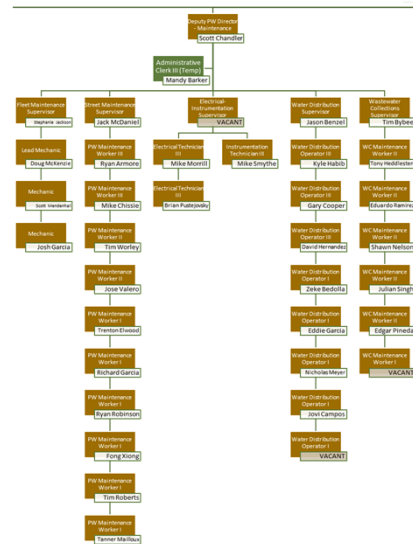 Deputy PW Director
- Maintenance
Scott Chandler
Administrative
Clerk III (Temp)
Mandy Barker
Fleet Maintenance
Supervisor
Stephanie Jackson
Lead Mechanic
Doug McKenzie
Mechanic
Scott
Mechanic
Josh Garcia
Street Maintenance
Supervisor
Jack McDaniel
PW Maintenance
Worker III
Ryan Armore
PW Maintenance
Worker III
Mike Chissie
PW Maintenance
Worker II
Tim Worley
PW Maintenance
Worker II
Jose Valero
PW Maintenance
Worker I
Trenton Elwood
PW Maintenance
Worker I
Richard Garcia
PW Maintenance
Worker I
Ryan Robinson
PW Maintenance
Worker I
Fong Xiong
PW Maintenance
Worker I
Tim Roberts
PW Maintenance
Worker I
Tanner Mailloux
Electrical-
Instrumentation
Supervisor
VACANT
Electrical Technician
III
Mike Morrill
Electrical Technician
III
Brian Pustejovsky
Instrumentation
Technician III
Mike Smythe
Water Distribution
Supervisor
Jason Benzel
Water Distribution
Operator III
Kyle Habib
Water Distribution
Operator III
Gary Cooper
Water Distribution
Operator III
David Hernandez
Water Distribution
Operator II
Zeke Bedolla
Water Distribution
Operator I
Eddie Garcia
Water Distribution
Operator I
Nicholas Meyer
Water Distribution
Operator I
Jovi Campos
Water Distribution
Operator I
VACANT
Wastewater
Collections
Supervisor
Tim Bybee
WC Maintenance
Worker III
Tony Heddlesten
WC Maintenance
Worker II
Eduardo Ramirez
WC Maintenance
Worker II
Shawn Nelson
WC Maintenance
Worker II
Julian Singh
WC Maintenance
Worker II
Edgar Pineda
WC Maintenance
Worker I
VACANT